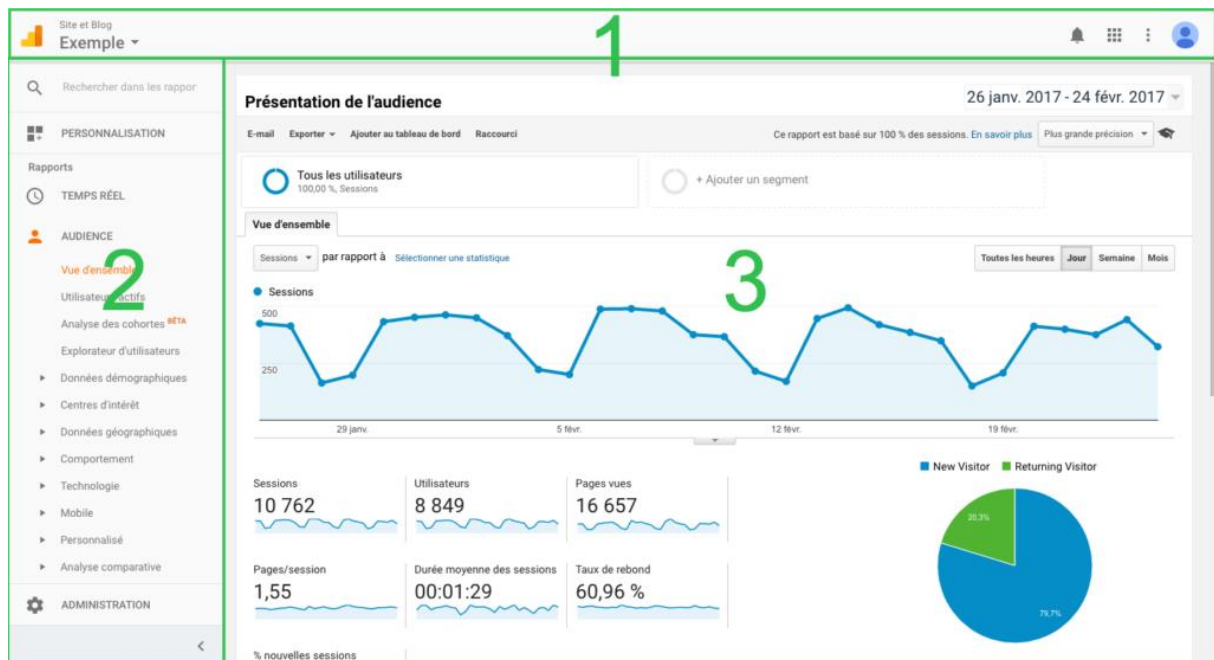 Site et Blog
Exemple
1
Rechercher dans les rappor
PERSONNALISATION
Rapports
TEMPS RÉEL
AUDIENCE
Vue d'ensemble
Utilisateurs actifs
Analyse des cohortes BÊTA
Explorateur d'utilisateurs
Données démographiques
Centres d'intérêt
Données géographiques
Comportement
Technologie
Mobile
Personnalisé
Analyse comparative
ADMINISTRATION
2
Présentation de l'audience
26 janv. 2017 - 24 févr. 2017
E-mail Exporter Ajouter au tableau de bord Raccourci
Ce rapport est basé sur 100 % des sessions. En savoir plus Plus grande précision
Tous les utilisateurs
100,00 %, Sessions
+ Ajouter un segment
Vue d'ensemble
Sessions par rapport à Sélectionner une statistique
Toutes les heures Jour Semaine Mois
3
Sessions
500
250
29 janv. 5 févr. 12 févr. 19 févr.
New Visitor Returning Visitor
Sessions Utilisateurs Pages vues
10 762 8 849 16 657
20,3%
Pages/session Durée moyenne des sessions Taux de rebond
1,55 00:01:29 60,96 %
79,7%
% nouvelles sessions